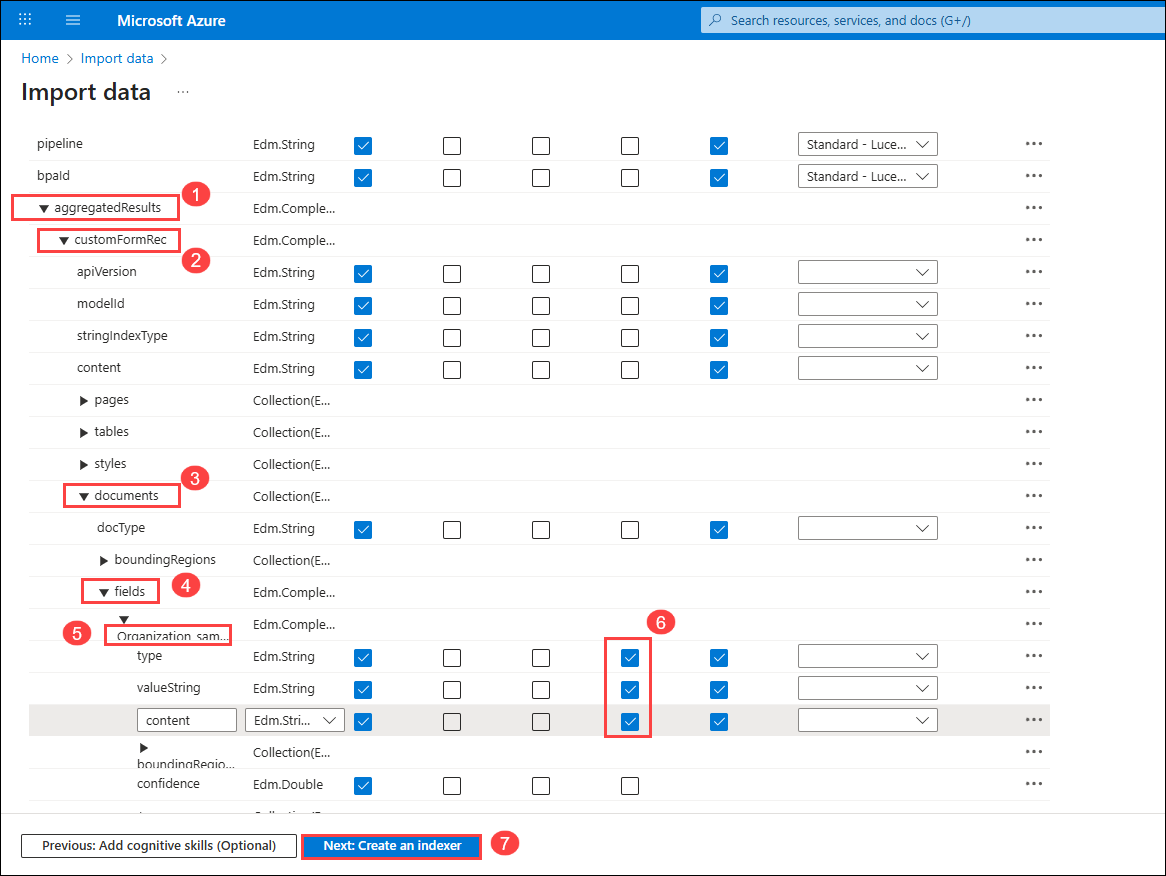 Microsoft Azure
Search resources, services, and docs (G+/)
Home > Import data >
Import data ...
pipeline Edm.String Standard - Luce...
bpaId Edm.String Standard - Luce...
1
aggregatedResults Edm.Comple...
customFormRec Edm.Comple...
2
apiVersion Edm.String
modelId Edm.String
stringIndexType Edm.String
content Edm.String
pages Collection(E...
tables Collection(E...
styles Collection(E...
3
documents Collection(E...
docType Edm.String
boundingRegions Collection(E...
fields Edm.Comple...
4
Edm.Comple...
5 Organization_sam... 6
type Edm.String
valueString Edm.String
content Edm.Stri...
Collection(E...
boundingRegio...
confidence Edm.Double
Previous: Add cognitive skills (Optional) Next: Create an indexer 7